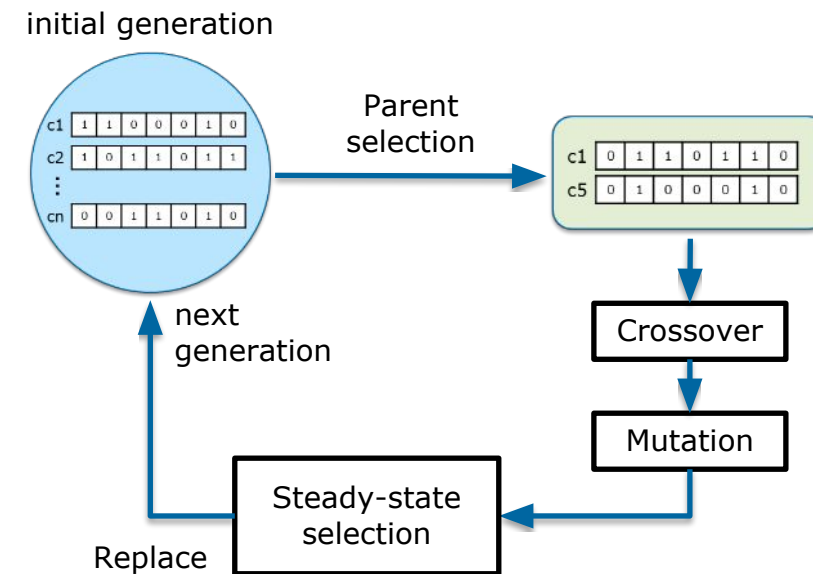 initial generation
c1 1 1 0 0 0 1 0
c2 1 0 1 1 0 1 1
⋮
cn 0 0 1 1 0 1 0
Parent
selection
c1 0 1 1 0 1 1 0
c5 0 1 0 0 0 1 0
Crossover
Mutation
Steady-state
selection
Replace
next
generation